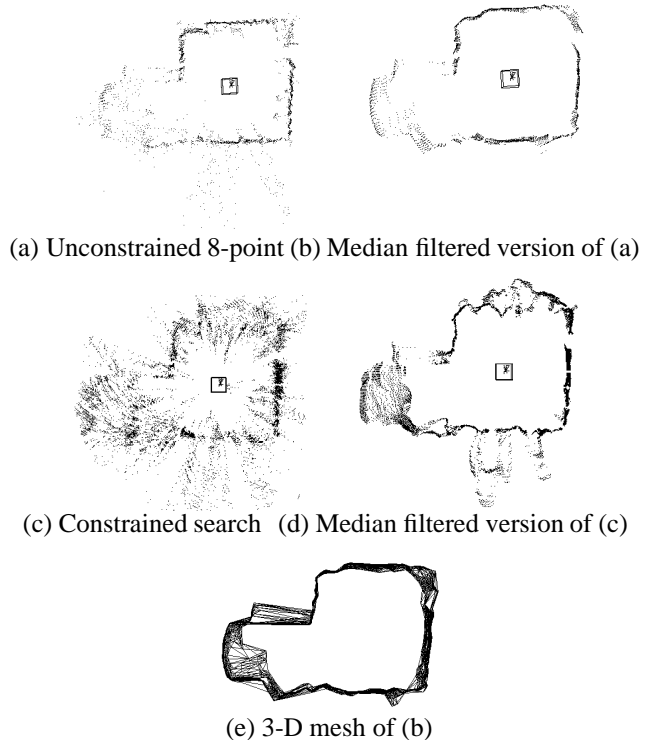 (a) Unconstrained 8-point (b) Median filtered version of (a)
(c) Constrained search (d) Median filtered version of (c)
(e) 3-D mesh of (b)